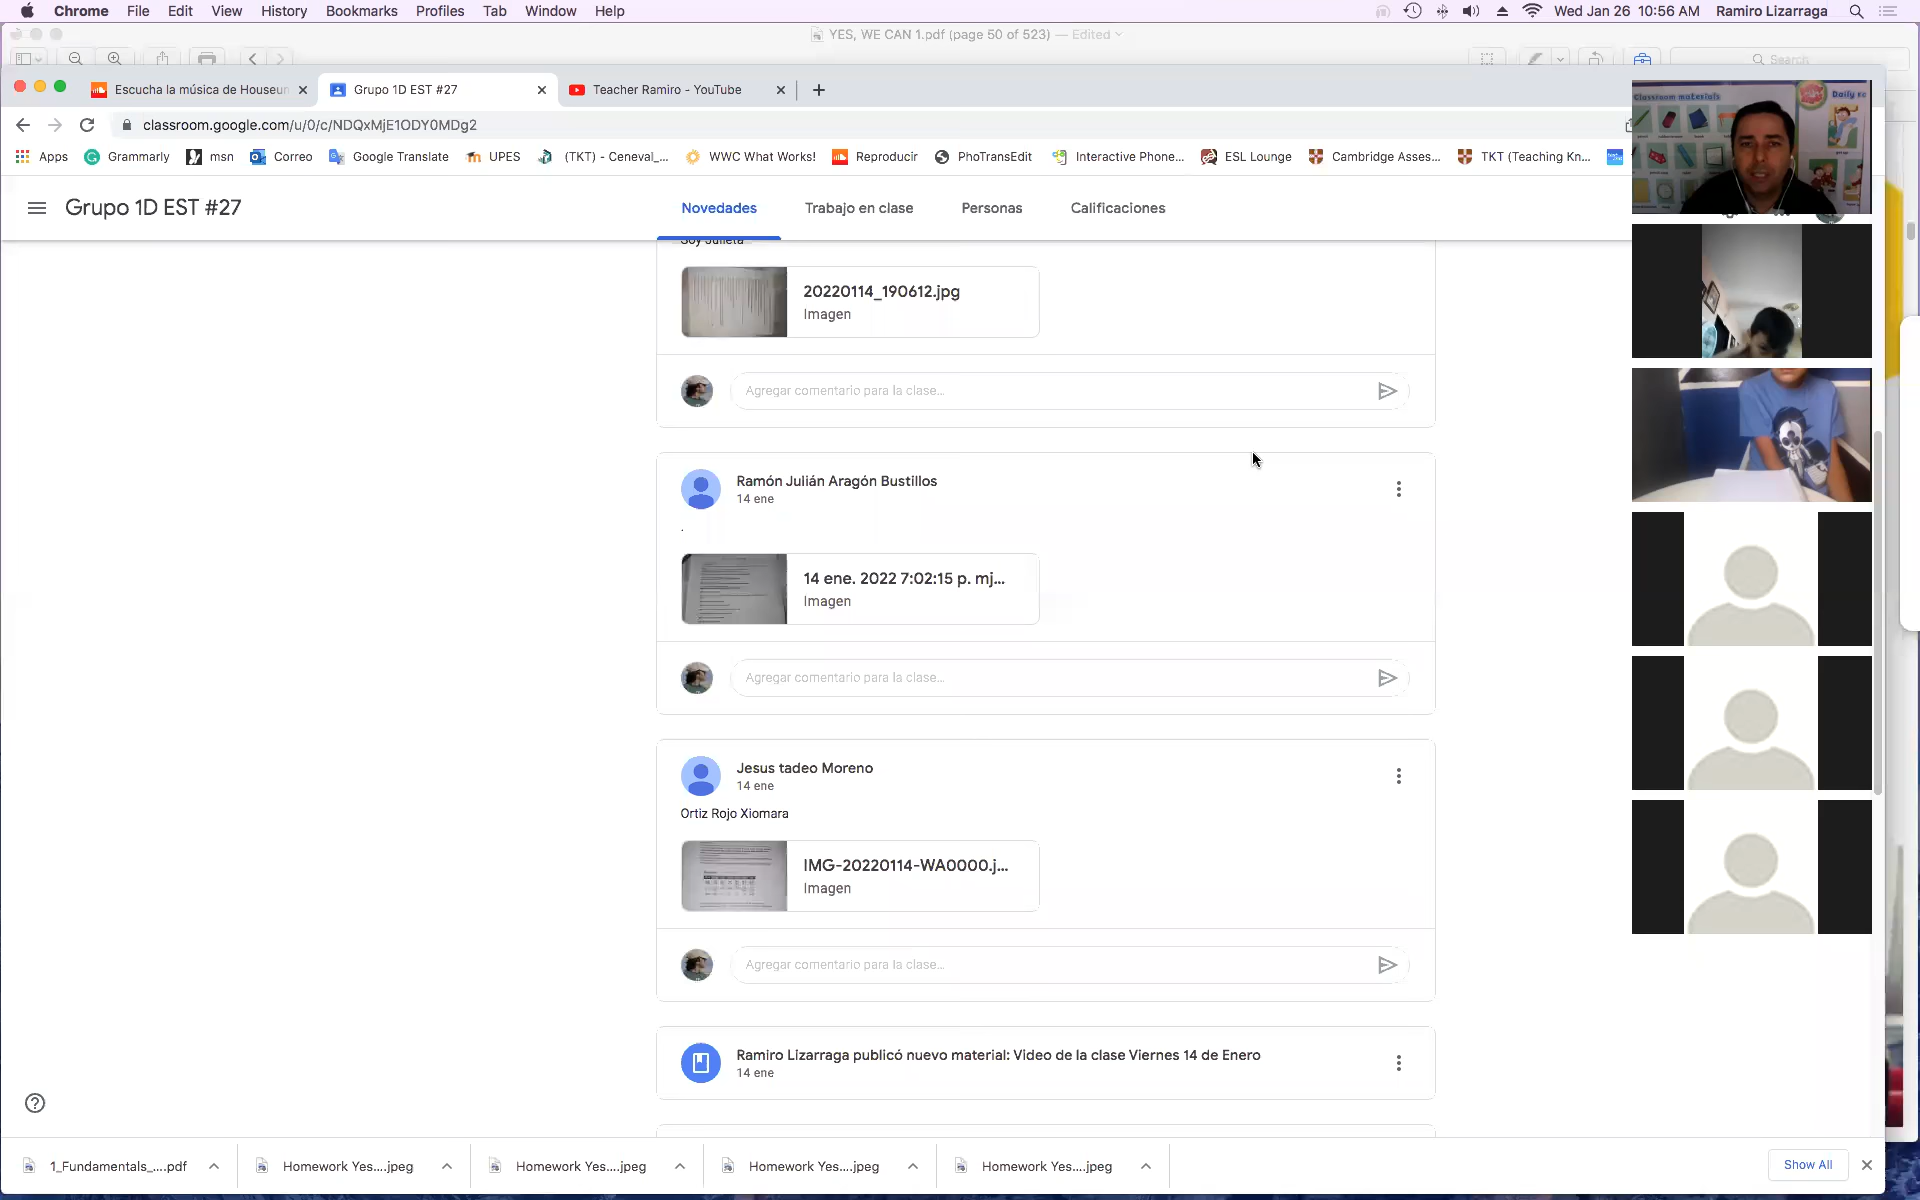 Chrome File Edit View History Bookmarks Profiles Tab Window Help
Wed Jan 26 10:56 AM Ramiro Lizarraga
YES, WE CAN 1.pdf (page 50 of 523) — Edited
Search
Escucha la música de Houseun
Grupo 1D EST #27
Teacher Ramiro - YouTube
classroom.google.com/u/0/c/NDQxMjE1ODY0MDg2
Apps Grammarly msn Correo Google Translate UPES (TKT) - Ceneval_... WWC What Works! Reproducir PhoTransEdit Interactive Phone... ESL Lounge Cambridge Asses... TKT (Teaching Kn...
Classroom materials
Grupo 1D EST #27
Novedades Trabajo en clase Personas Calificaciones
Soy Julieta
20220114_190612.jpg
Imagen
Agregar comentario para la clase...
Ramón Julián Aragón Bustillos
14 ene
.
14 ene. 2022 7:02:15 p. mj...
Imagen
Agregar comentario para la clase...
Jesus tadeo Moreno
14 ene
Ortiz Rojo Xiomara
IMG-20220114-WA0000.j...
Imagen
Agregar comentario para la clase...
Ramiro Lizarraga publicó nuevo material: Video de la clase Viernes 14 de Enero
14 ene
1_Fundamentals_....pdf
Homework Yes....jpeg
Homework Yes....jpeg
Homework Yes....jpeg
Homework Yes....jpeg
Show All